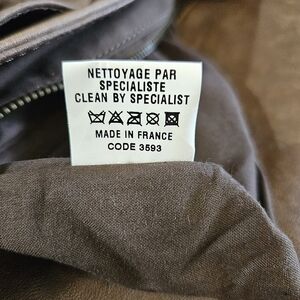 NETTOYAGE PAR
SPECIALISTE
CLEAN BY SPECIALIST
MADE IN FRANCE
CODE 3593